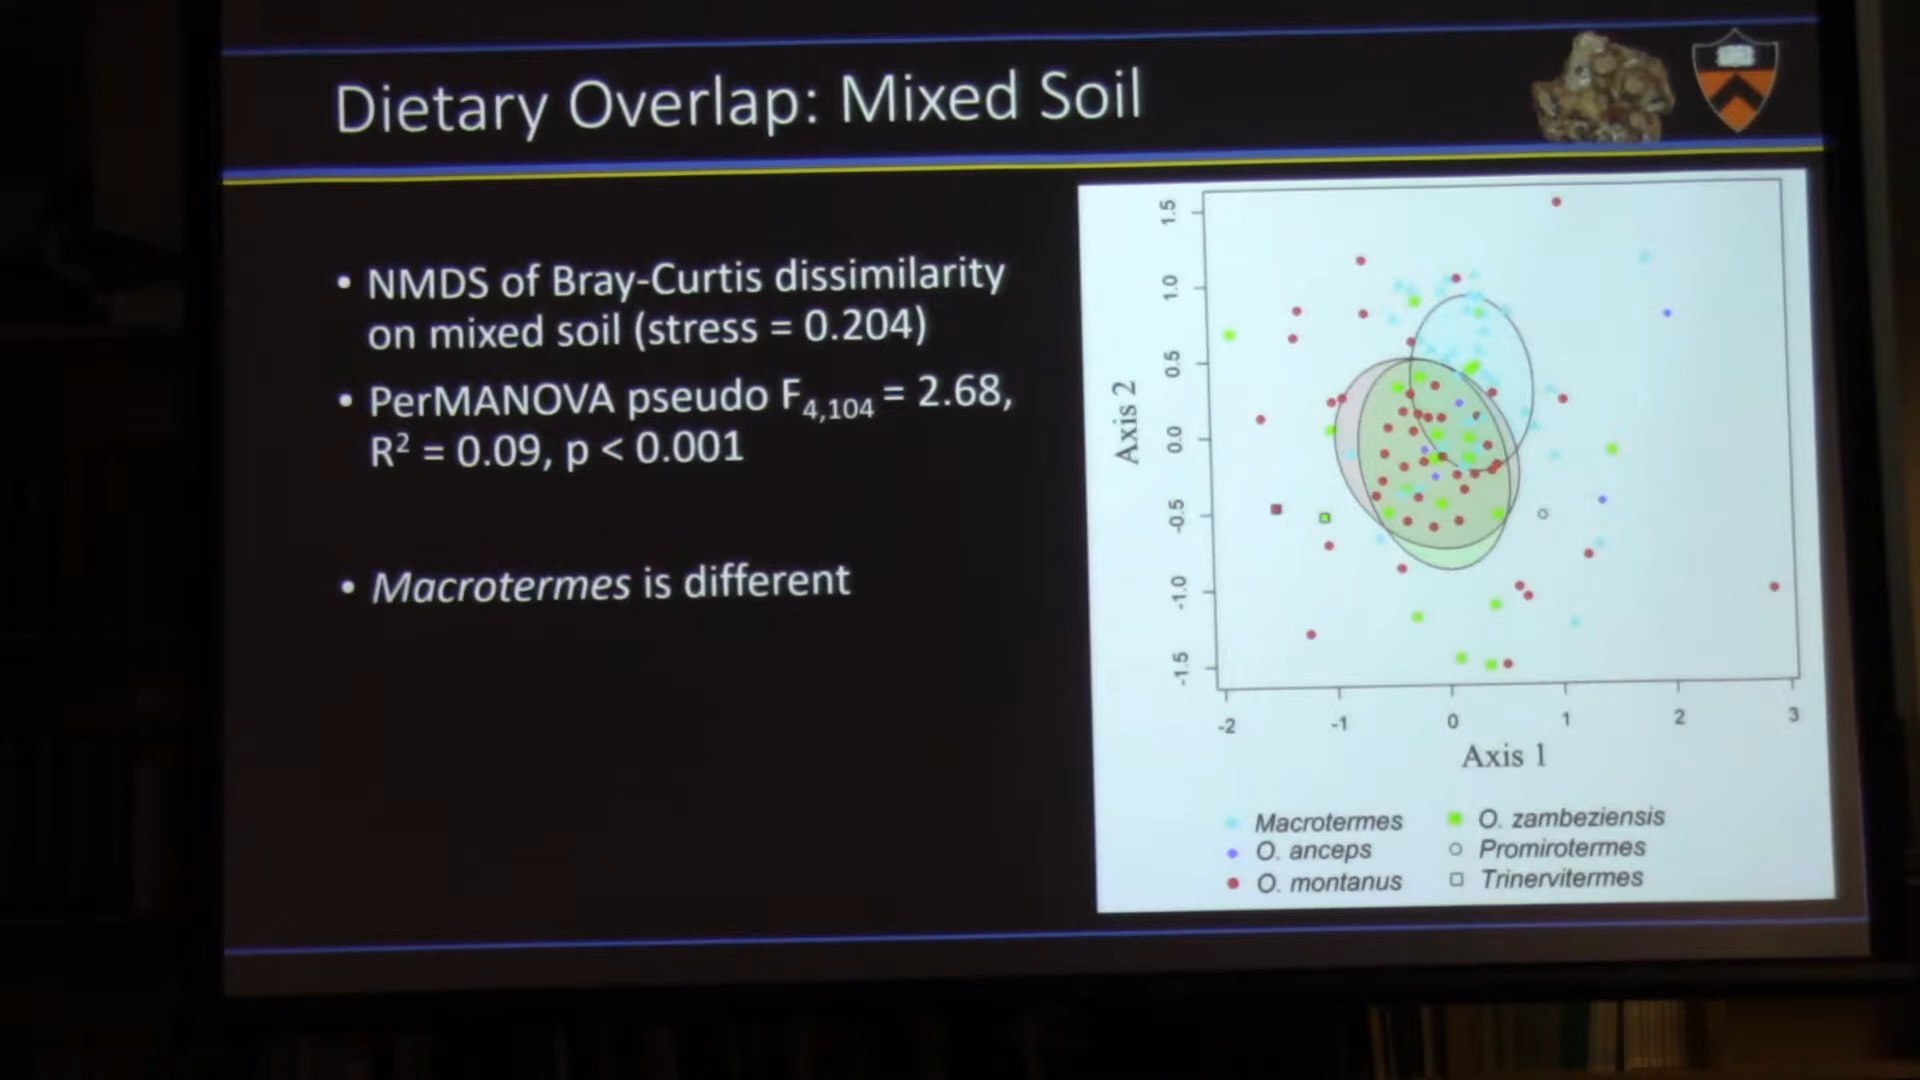 Dietary Overlap: Mixed Soil
• NMDS of Bray-Curtis dissimilarity
on mixed soil (stress = 0.204)
• PerMANOVA pseudo F4,104 = 2.68,
R² = 0.09, p < 0.001
• Macrotermes is different
Axis 2
1.5
1.0
0.5
0.0
-0.5
-1.0
-1.5
-2 -1 0 1 2 3
Axis 1
Macrotermes
O. anceps
O. montanus
O. zambeziensis
Promirotermes
Trinervitermes